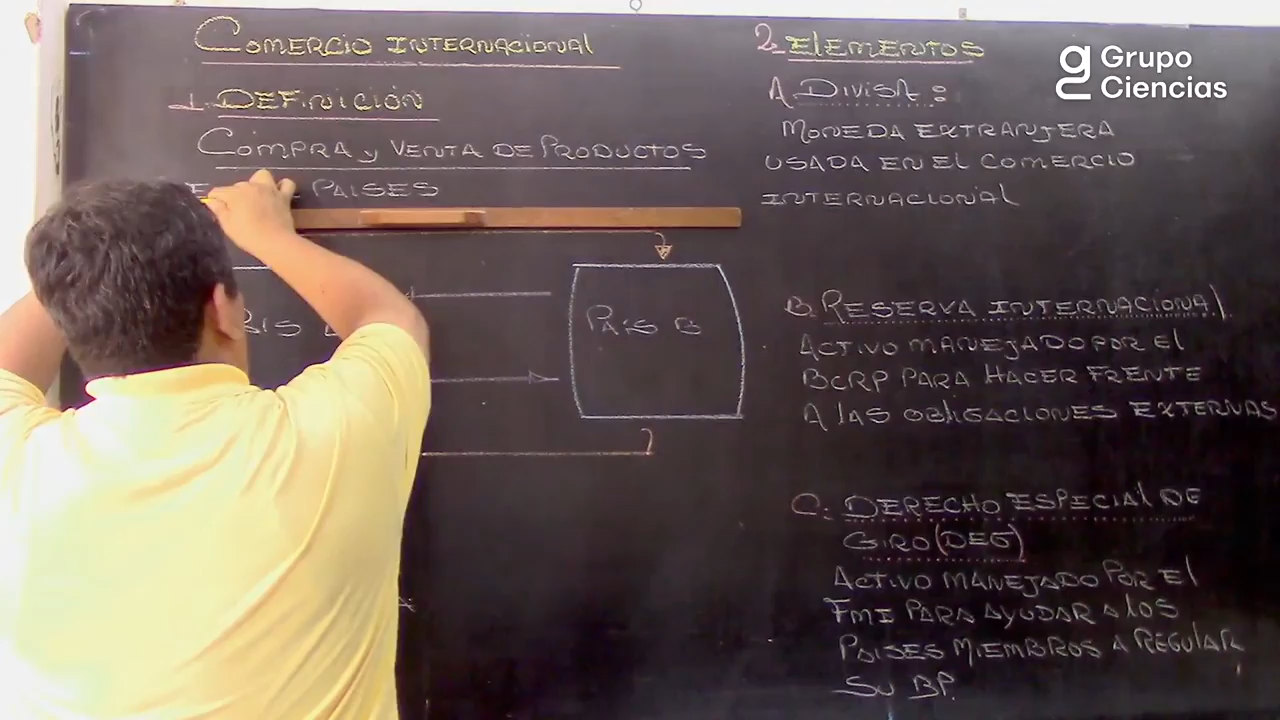 COMERCIO INTERNACIONAL
1. DEFINICIÓN
COMPRA y VENTA DE PRODUCTOS
PAISES
PAIS B
2. ELEMENTOS
A. DIVISA:
MONEDA EXTRANJERA
USADA EN EL COMERCIO
INTERNACIONAL
B. RESERVA INTERNACIONAL
ACTIVO MANEJADO POR EL
BCRP PARA HACER FRENTE
A LAS OBLIGACIONES EXTERNAS
C. DERECHO ESPECIAL DE
GIRO (DEG)
ACTIVO MANEJADO POR EL
FMI PARA AYUDAR A LOS
PAISES MIEMBROS A REGULAR
SU BP.
Grupo
Ciencias